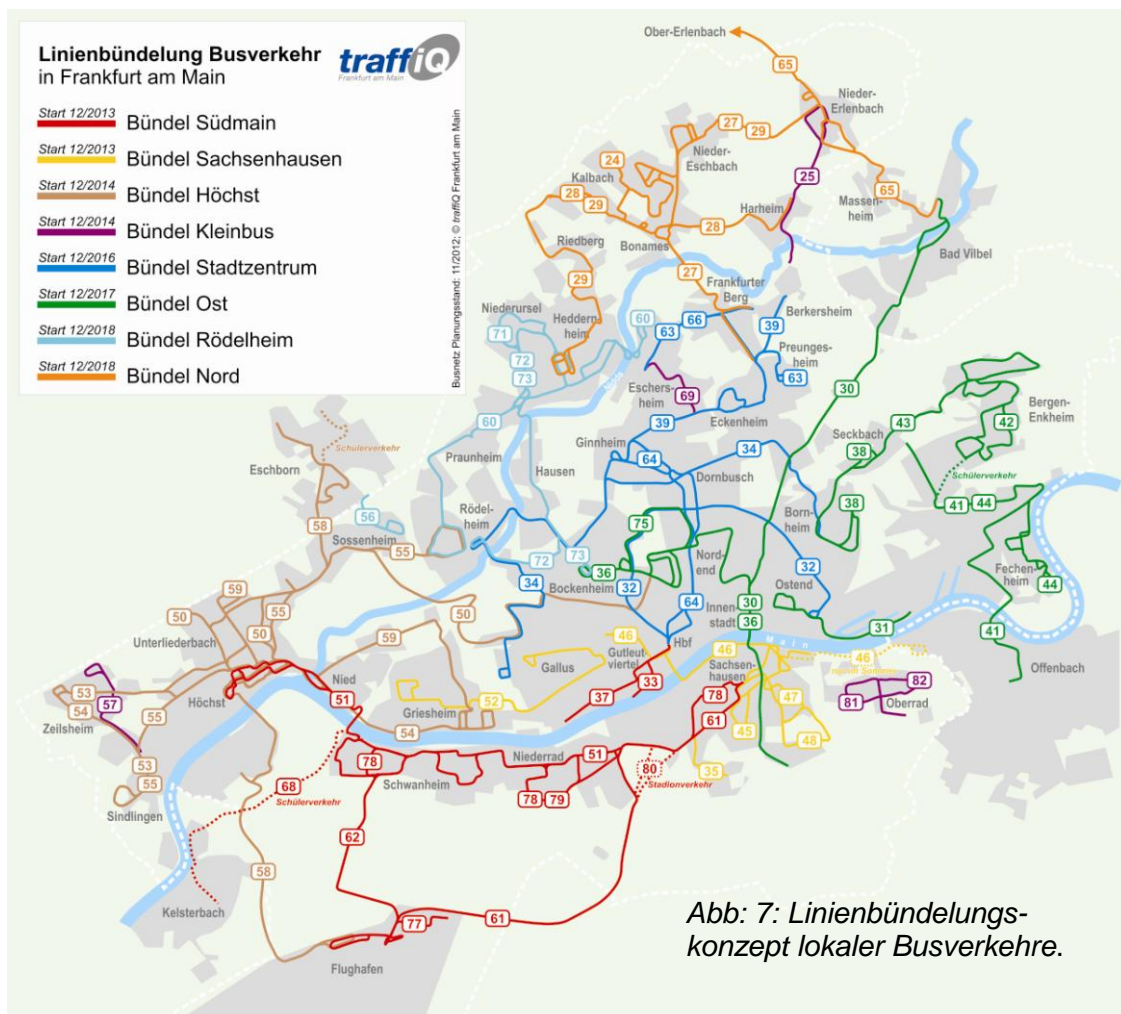 Linienbündelung Busverkehr
in Frankfurt am Main
traffiQ
Frankfurt am Main
Start 12/2013 Bündel Südmain
Start 12/2013 Bündel Sachsenhausen
Start 12/2014 Bündel Höchst
Start 12/2014 Bündel Kleinbus
Start 12/2016 Bündel Stadtzentrum
Start 12/2017 Bündel Ost
Start 12/2018 Bündel Rödelheim
Start 12/2018 Bündel Nord
Busnetz Planungsstand: 11/2012; © traffiQ Frankfurt am Main
Ober-Erlenbach
65
Nieder-
Erlenbach
27
29
Nieder-
Eschbach
24
Kalbach
25
65
28
29
Harheim
Massen-
heim
28
Riedberg
Bonames
Bad Vilbel
29
27
Frankfurter
Berg
Niederursel
60
66
Berkersheim
71
Heddern-
heim
63
39
72
Nidda
Preunges-
heim
73
63
30
Eschers-
heim
69
Bergen-
Enkheim
60
39
Eckenheim
43
42
Schülerverkehr
Ginnheim
Seckbach
Eschborn
Praunheim
64
34
38
Hausen
Dornbusch
Schülerverkehr
56
Rödel-
heim
38
41
44
58
Sossenheim
75
Born-
heim
55
72
73
Nord-
end
36
32
Fechen-
heim
34
Bockenheim
32
Ostend
44
59
50
55
50
64
Innen-
stadt
30
36
Unterliederbach
50
59
31
41
46
Hbf
Main
Gutleut-
viertel
46
46
Offenbach
Gallus
Sachsen-
hausen
Nied
33
82
53
57
Höchst
51
37
78
47
81
Oberrad
54
52
Zeilsheim
55
Griesheim
61
45
54
48
53
Niederrad
51
78
80
35
55
Schwanheim
Stadionverkehr
68
78
79
Sindlingen
Schülerverkehr
62
58
Kelsterbach
61
77
Flughafen
Abb: 7: Linienbündelungs-
konzept lokaler Busverkehre.